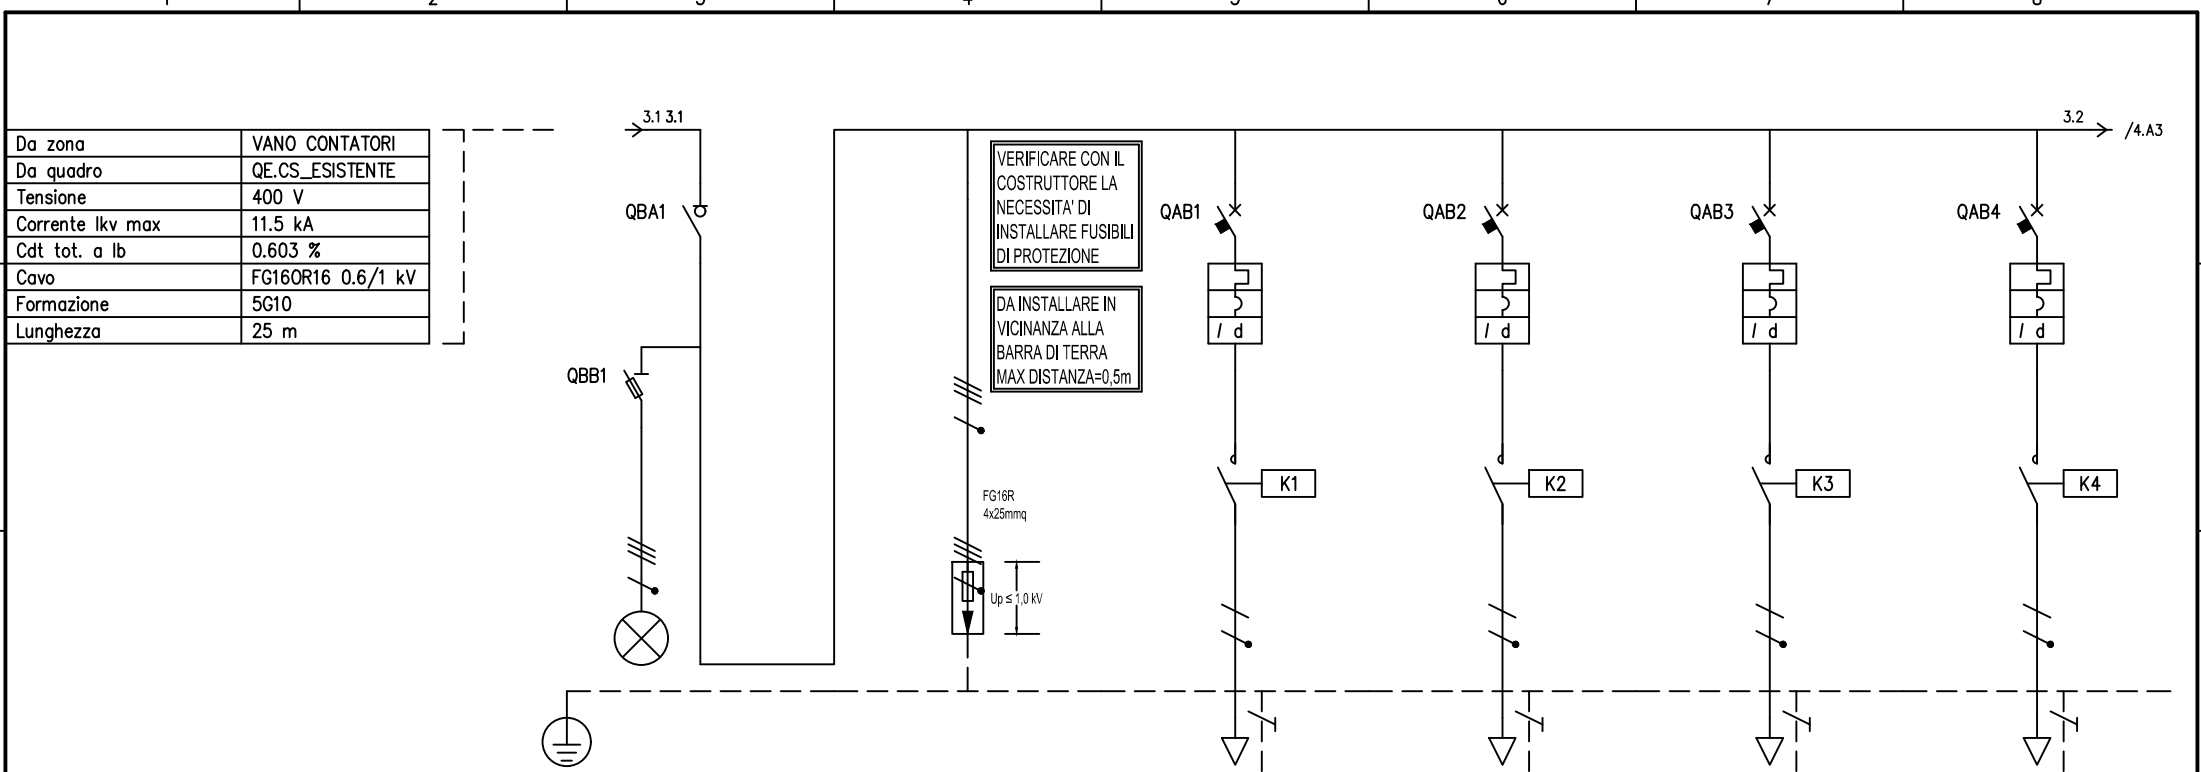 3.1 3.1
3.2
/4.A3
Da zona VANO CONTATORI
Da quadro QE.CS_ESISTENTE
Tensione 400 V
Corrente Ikv max 11.5 kA
Cdt tot. a Ib 0.603 %
Cavo FG16OR16 0.6/1 kV
Formazione 5G10
Lunghezza 25 m
QBA1
QBB1
VERIFICARE CON IL
COSTRUTTORE LA
NECESSITA' DI
INSTALLARE FUSIBILI
DI PROTEZIONE
DA INSTALLARE IN
VICINANZA ALLA
BARRA DI TERRA
MAX DISTANZA=0,5m
FG16R
4x25mmq
Up ≤ 1,0 kV
QAB1
I d
K1
QAB2
I d
K2
QAB3
I d
K3
QAB4
I d
K4